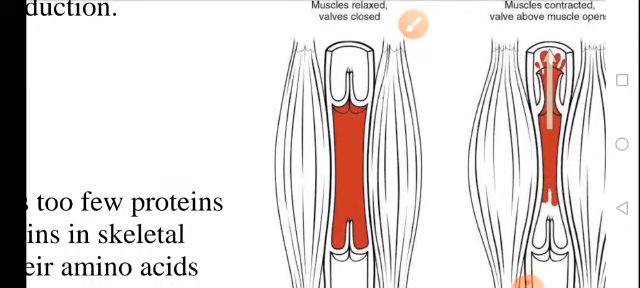 duction.
Muscles relaxed,
valves closed
Muscles contracted,
valve above muscle opens
too few proteins
ins in skeletal
eir amino acids